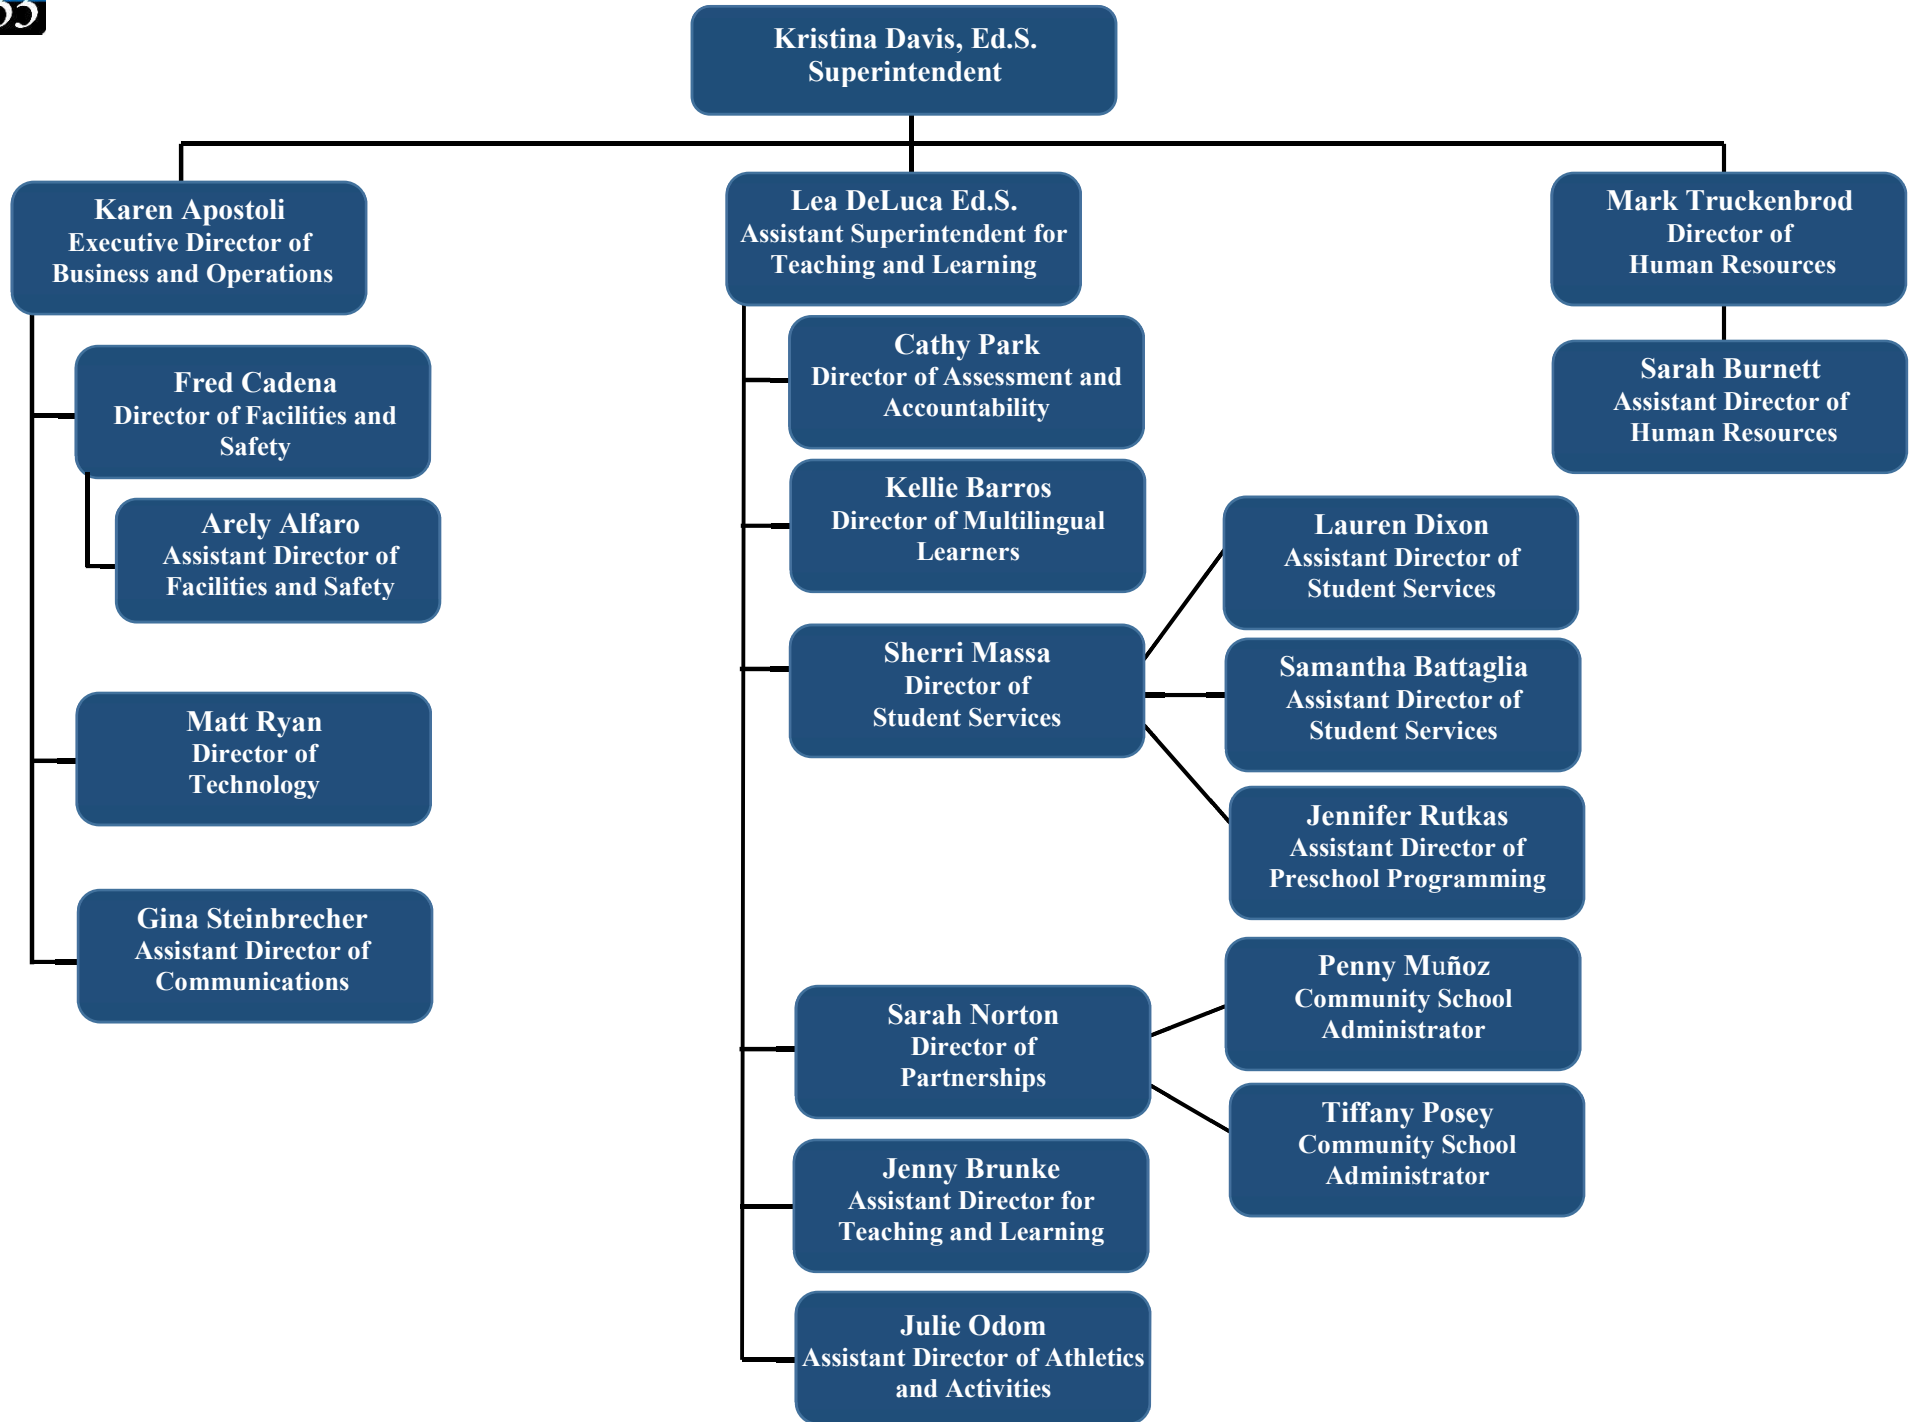 Kristina Davis, Ed.S.
Superintendent
Karen Apostoli
Executive Director of
Business and Operations
Fred Cadena
Director of Facilities and
Safety
Arely Alfaro
Assistant Director of
Facilities and Safety
Matt Ryan
Director of
Technology
Gina Steinbrecher
Assistant Director of
Communications
Lea DeLuca Ed.S.
Assistant Superintendent for
Teaching and Learning
Cathy Park
Director of Assessment and
Accountability
Kellie Barros
Director of Multilingual
Learners
Sherri Massa
Director of
Student Services
Lauren Dixon
Assistant Director of
Student Services
Samantha Battaglia
Assistant Director of
Student Services
Jennifer Rutkas
Assistant Director of
Preschool Programming
Sarah Norton
Director of
Partnerships
Penny Muñoz
Community School
Administrator
Tiffany Posey
Community School
Administrator
Jenny Brunke
Assistant Director for
Teaching and Learning
Julie Odom
Assistant Director of Athletics
and Activities
Mark Truckenbrod
Director of
Human Resources
Sarah Burnett
Assistant Director of
Human Resources